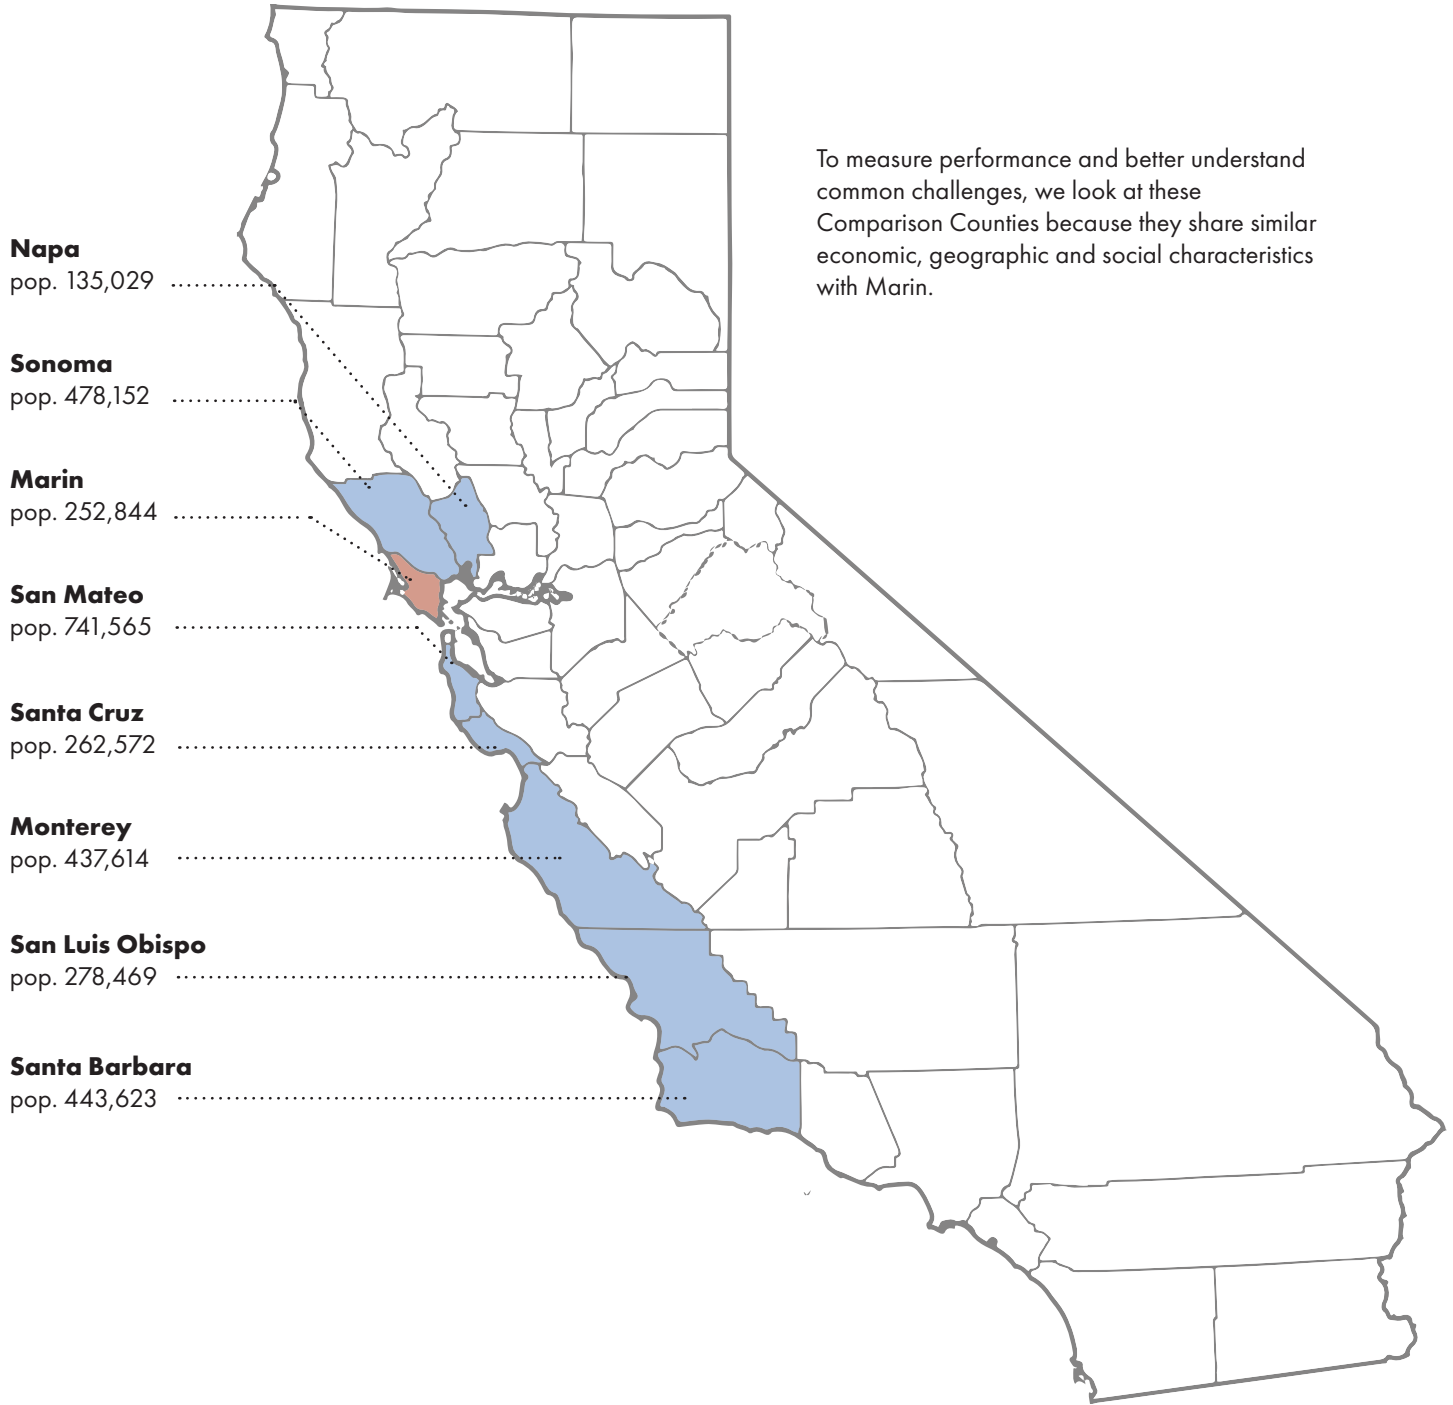 To measure performance and better understand
common challenges, we look at these
Comparison Counties because they share similar
economic, geographic and social characteristics
with Marin.
Napa
pop. 135,029
Sonoma
pop. 478,152
Marin
pop. 252,844
San Mateo
pop. 741,565
Santa Cruz
pop. 262,572
Monterey
pop. 437,614
San Luis Obispo
pop. 278,469
Santa Barbara
pop. 443,623